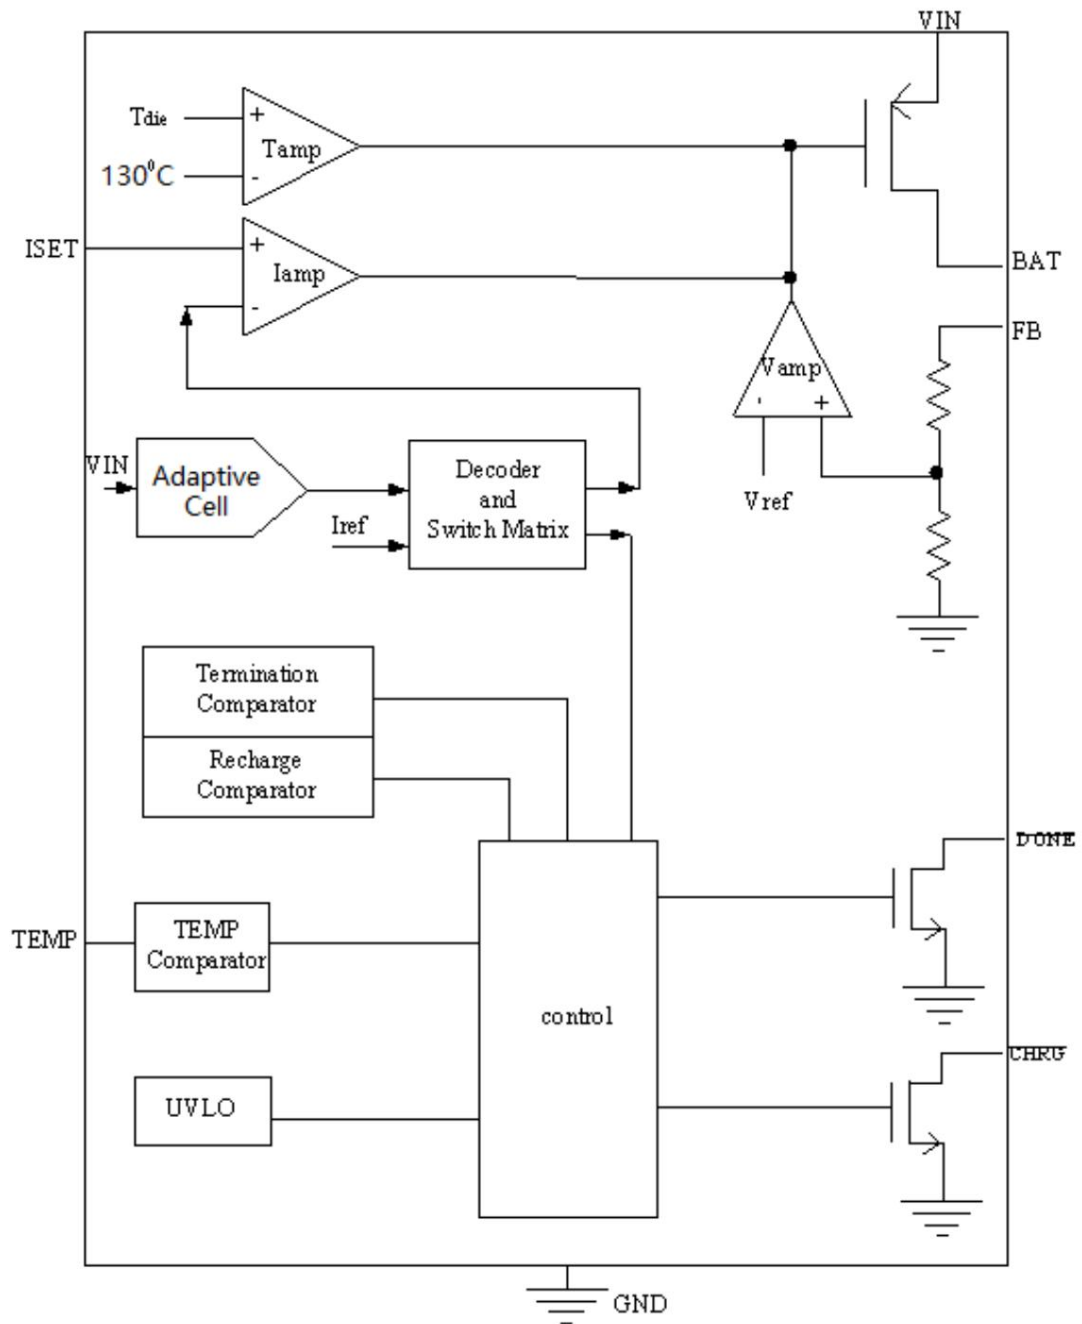 VIN
Tdie
+
Tamp
130⁰C
-
ISET
+
Iamp
-
BAT
FB
Vamp
- +
Vref
VIN
Adaptive
Cell
Decoder
and
Switch Matrix
Iref
Termination
Comparator
Recharge
Comparator
DONE
TEMP
TEMP
Comparator
control
CHRG
UVLO
GND